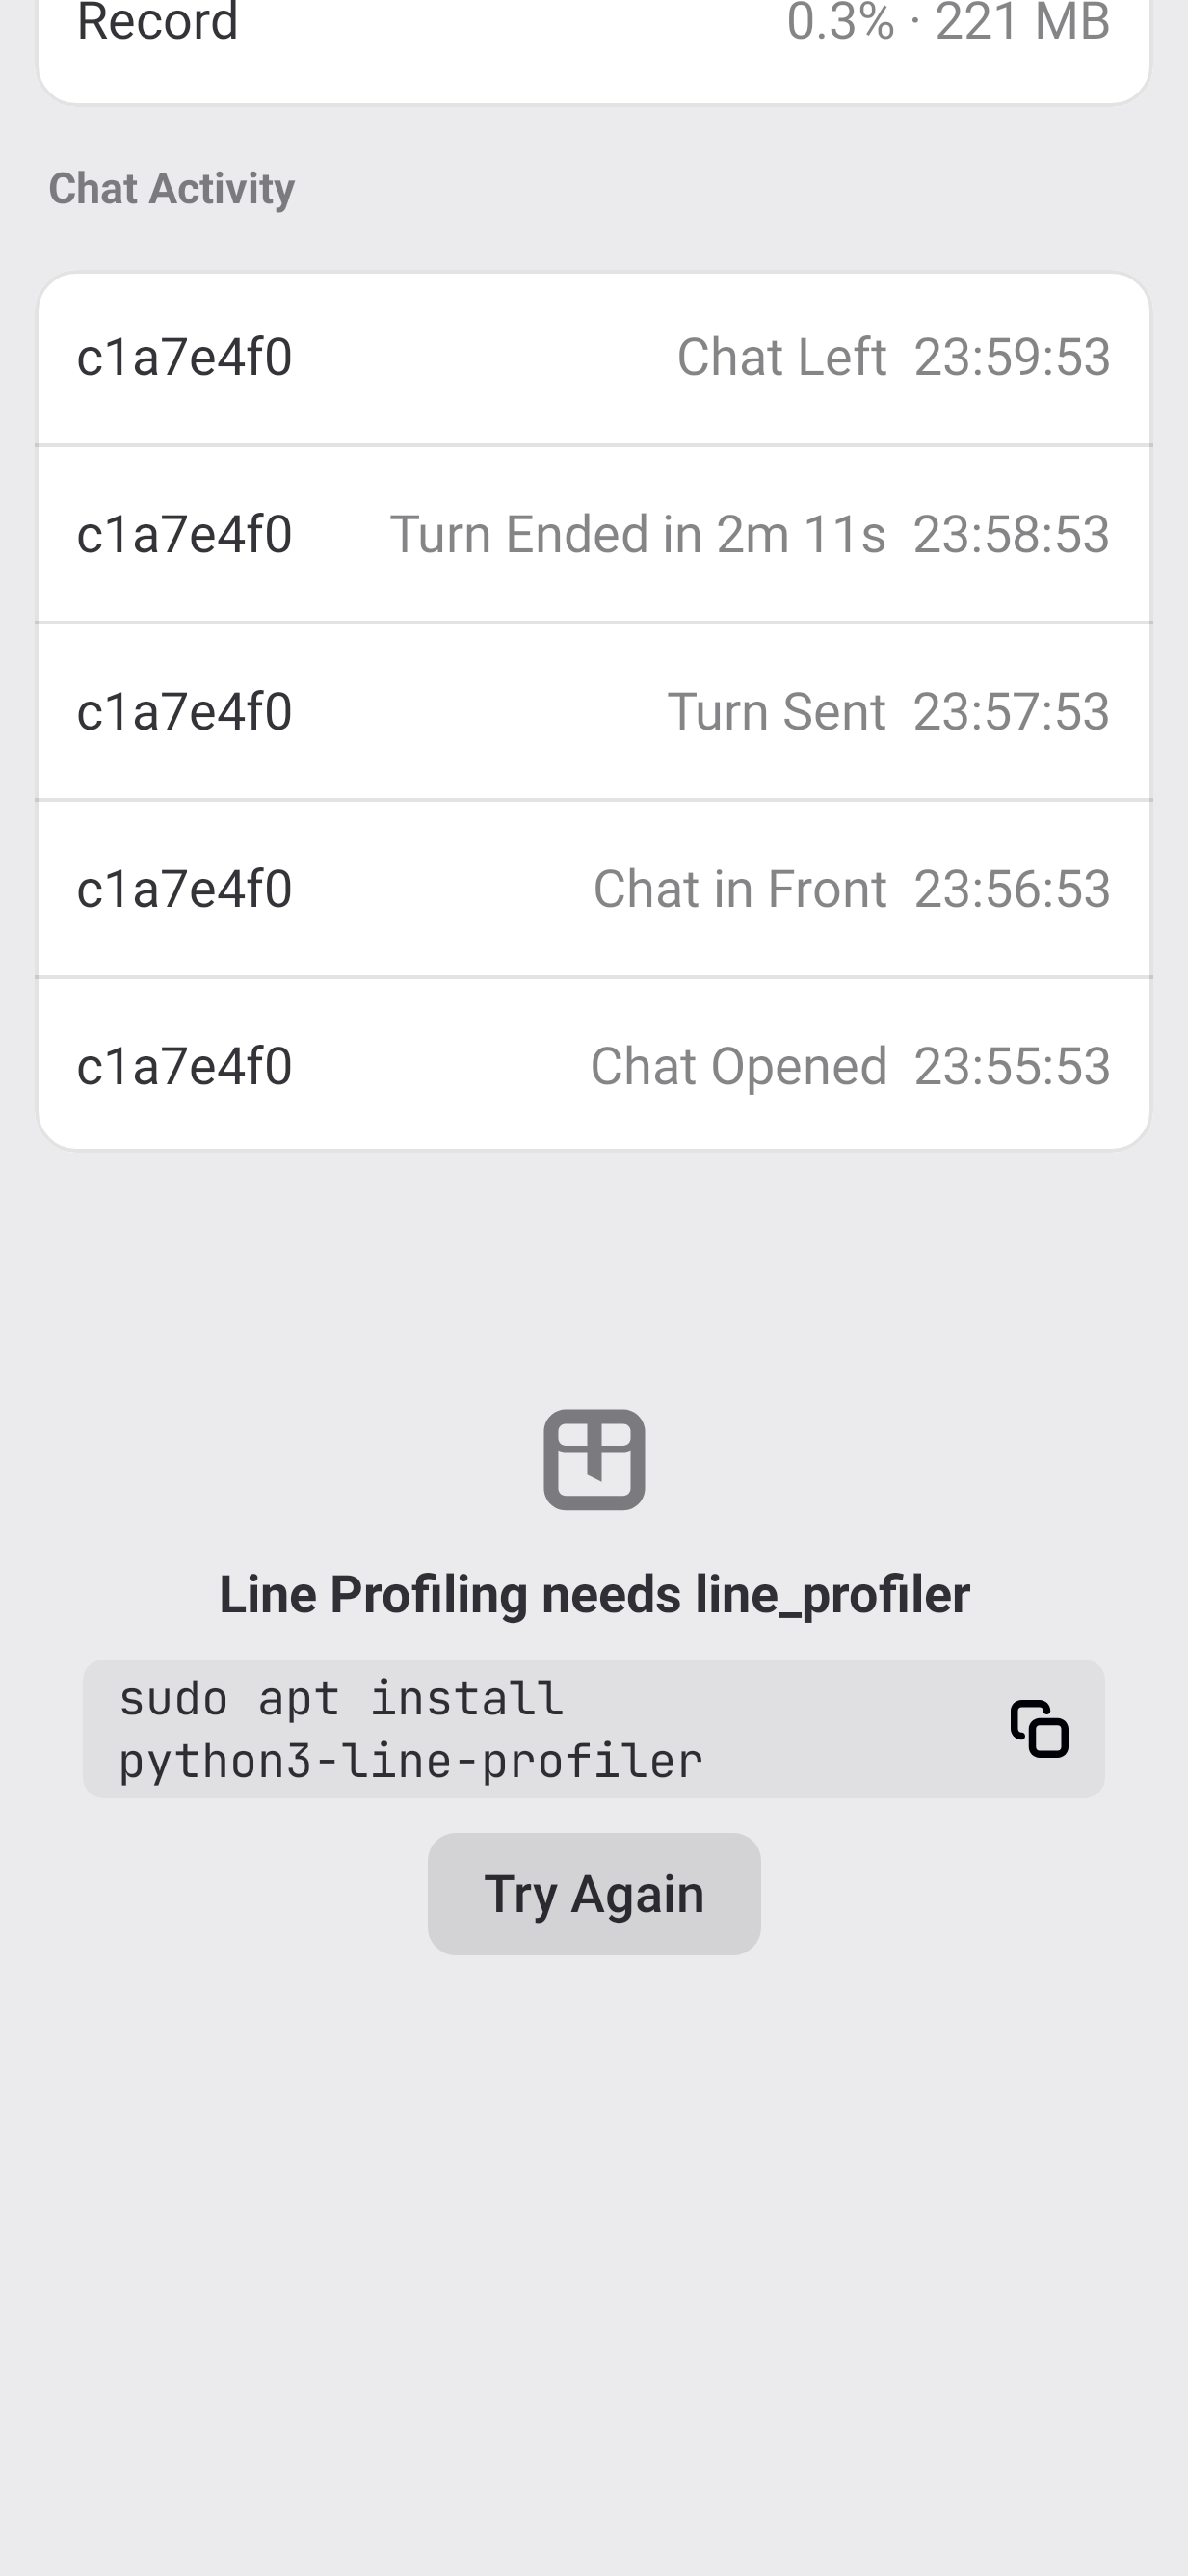 Record 0.3% · 221 MB
Chat Activity
c1a7e4f0 Chat Left 23:59:53
c1a7e4f0 Turn Ended in 2m 11s 23:58:53
c1a7e4f0 Turn Sent 23:57:53
c1a7e4f0 Chat in Front 23:56:53
c1a7e4f0 Chat Opened 23:55:53
Line Profiling needs line_profiler
sudo apt install
python3-line-profiler
Try Again